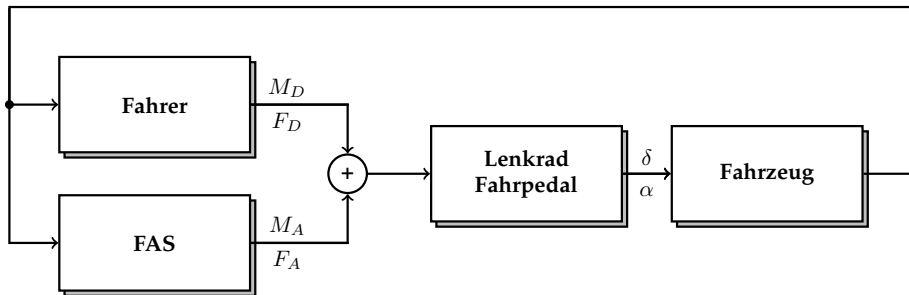 Fahrer
M_D
F_D
+
Lenkrad
Fahrpedal
δ
α
Fahrzeug
FAS
M_A
F_A